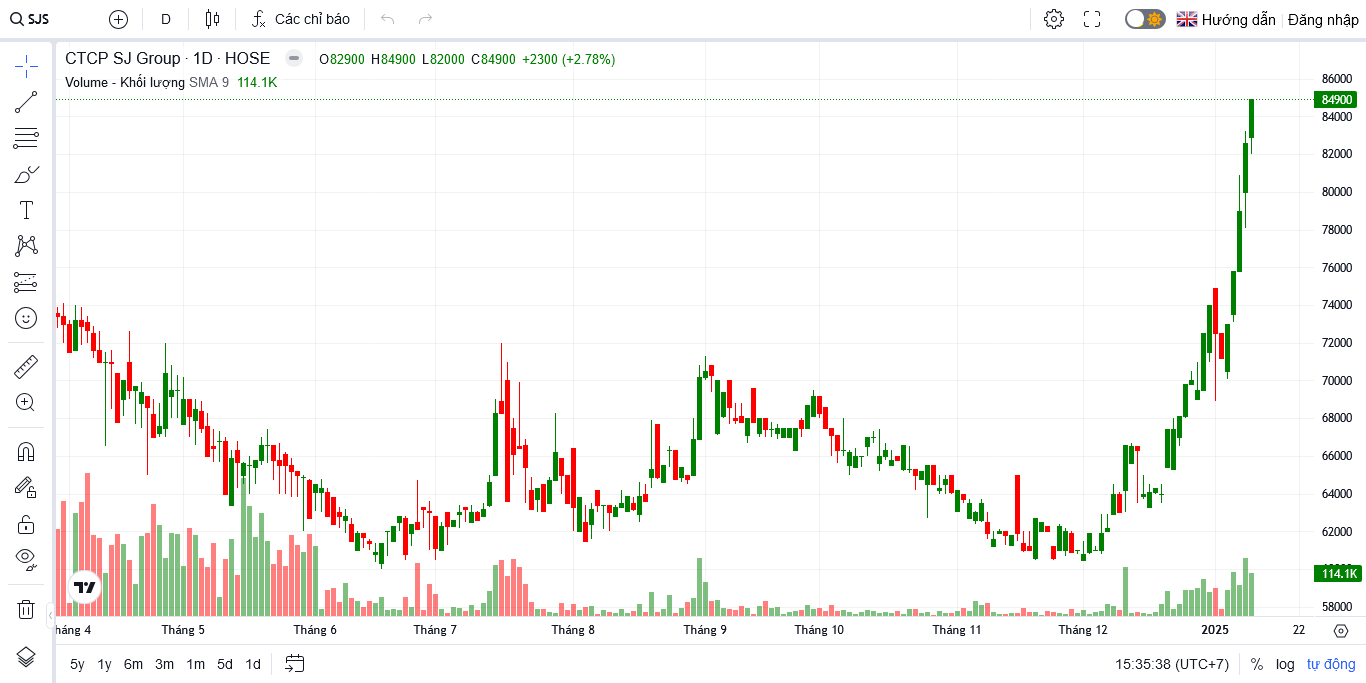 SJS D Các chỉ báo Hướng dẫn Đăng nhập
CTCP SJ Group · 1D · HOSE O82900 H84900 L82000 C84900 +2300 (+2.78%)
Volume - Khối lượng SMA 9 114.1K
86000
84900
84000
82000
80000
78000
76000
74000
72000
70000
68000
66000
64000
62000
114.1K
58000
háng 4 Tháng 5 Tháng 6 Tháng 7 Tháng 8 Tháng 9 Tháng 10 Tháng 11 Tháng 12 2025 22
5y 1y 6m 3m 1m 5d 1d 15:35:38 (UTC+7) % log tự động